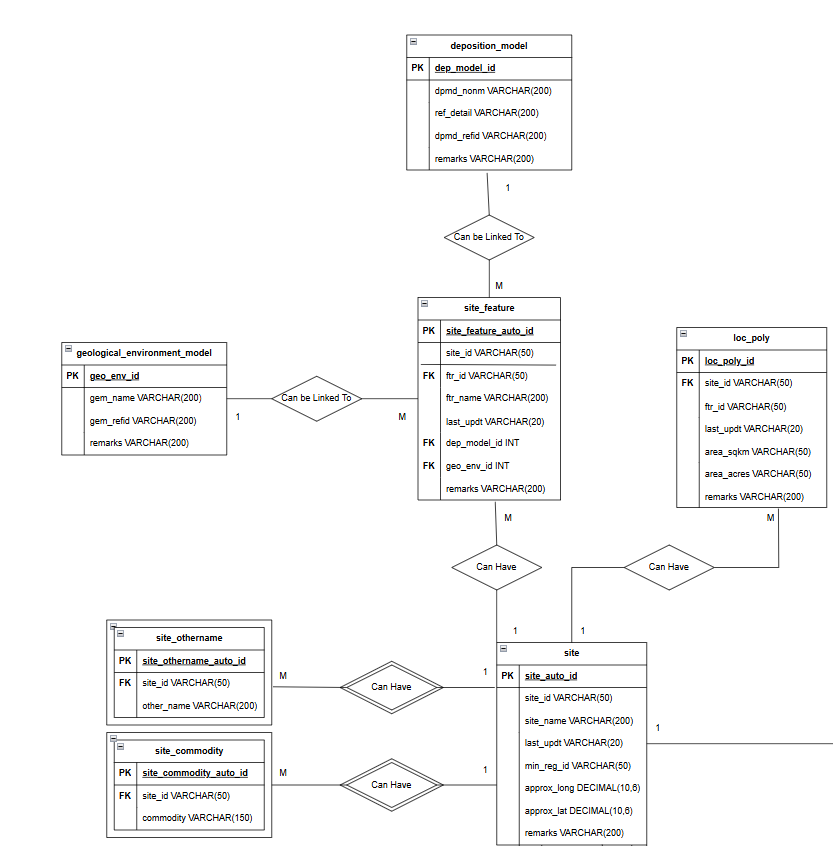 deposition_model
PK dep_model_id
dpmd_nonm VARCHAR(200)
ref_detail VARCHAR(200)
dpmd_refid VARCHAR(200)
remarks VARCHAR(200)
1
Can be Linked To
M
site_feature
PK site_feature_auto_id
site_id VARCHAR(50)
FK ftr_id VARCHAR(50)
ftr_name VARCHAR(200)
last_updt VARCHAR(20)
FK dep_model_id INT
FK geo_env_id INT
remarks VARCHAR(200)
geological_environment_model
PK geo_env_id
gem_name VARCHAR(200)
gem_refid VARCHAR(200)
remarks VARCHAR(200)
1
Can be Linked To
M
loc_poly
PK loc_poly_id
FK site_id VARCHAR(50)
ftr_id VARCHAR(50)
last_updt VARCHAR(20)
area_sqkm VARCHAR(50)
area_acres VARCHAR(50)
remarks VARCHAR(200)
M
Can Have
1
M
Can Have
1
site_othername
PK site_othername_auto_id
FK site_id VARCHAR(50)
other_name VARCHAR(200)
M
Can Have
1
site_commodity
PK site_commodity_auto_id
FK site_id VARCHAR(50)
commodity VARCHAR(150)
M
Can Have
1
site
PK site_auto_id
site_id VARCHAR(50)
site_name VARCHAR(200)
last_updt VARCHAR(20)
min_reg_id VARCHAR(50)
approx_long DECIMAL(10,6)
approx_lat DECIMAL(10,6)
remarks VARCHAR(200)
1